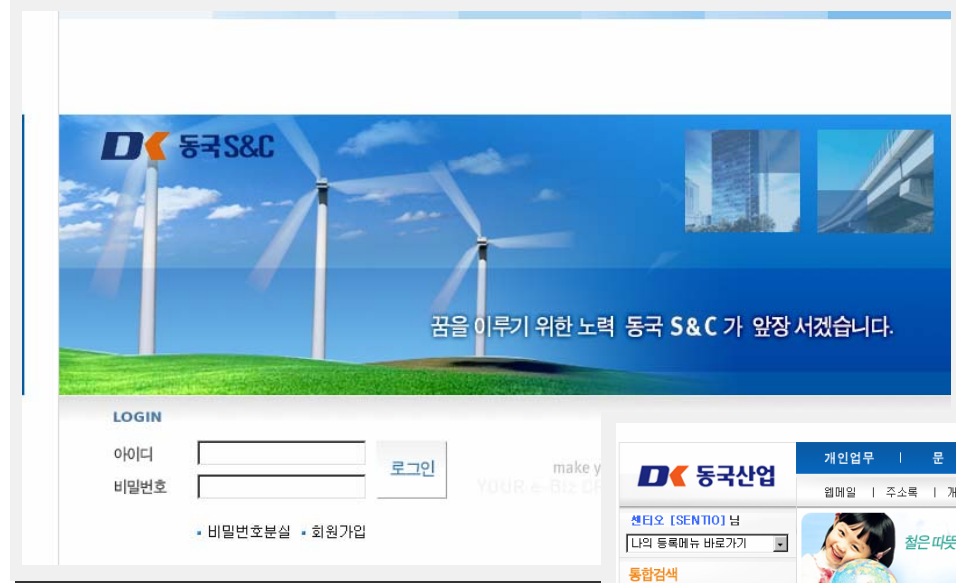 DK 동국S&C
꿈을 이루기 위한 노력 동국 S&C 가 앞장 서겠습니다.
LOGIN
아이디
로그인
비밀번호
make y
YOUR e-Biz
비밀번호분실 회원가입
DK 동국산업
개인업무 | 문
웹메일 | 주소록 |
센티오 [SENTIO] 님
나의 등록메뉴 바로가기
철은 따뜻
통합검색